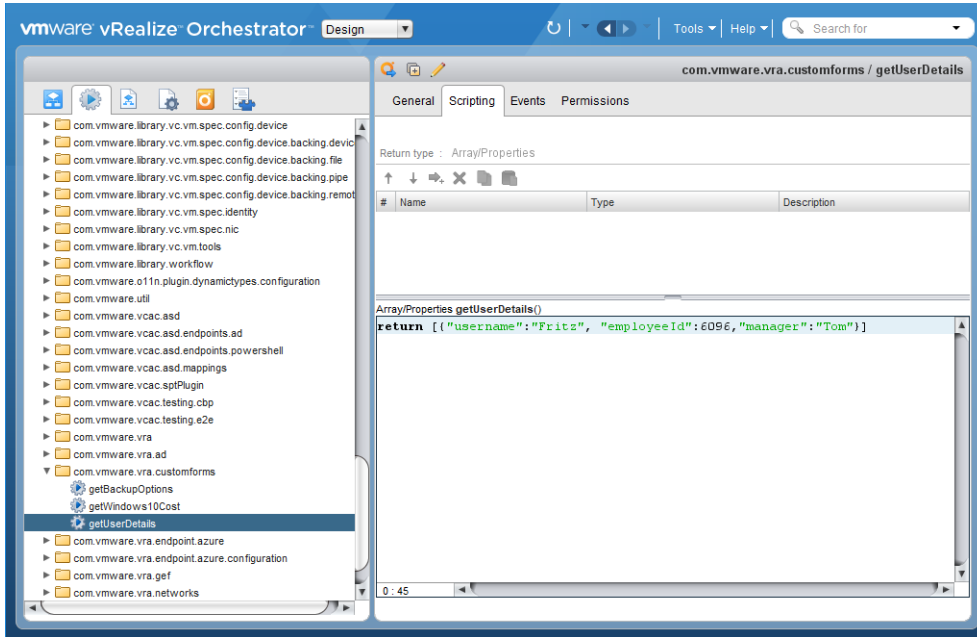 vmware vRealize Orchestrator Design Tools Help Search for
com.vmware.vra.customforms / getUserDetails
General Scripting Events Permissions
Return type : Array/Properties
# Name Type Description
Array/Properties getUserDetails()
return [{"username":"Fritz", "employeeId":6096,"manager":"Tom"}]
0 : 45
com.vmware.library.vc.vm.spec.config.device
com.vmware.library.vc.vm.spec.config.device.backing.devic
com.vmware.library.vc.vm.spec.config.device.backing.file
com.vmware.library.vc.vm.spec.config.device.backing.pipe
com.vmware.library.vc.vm.spec.config.device.backing.remot
com.vmware.library.vc.vm.spec.identity
com.vmware.library.vc.vm.spec.nic
com.vmware.library.vc.vm.tools
com.vmware.library.workflow
com.vmware.o11n.plugin.dynamictypes.configuration
com.vmware.util
com.vmware.vcac.asd
com.vmware.vcac.asd.endpoints.ad
com.vmware.vcac.asd.endpoints.powershell
com.vmware.vcac.asd.mappings
com.vmware.vcac.sptPlugin
com.vmware.vcac.testing.cbp
com.vmware.vcac.testing.e2e
com.vmware.vra
com.vmware.vra.ad
com.vmware.vra.customforms
getBackupOptions
getWindows10Cost
getUserDetails
com.vmware.vra.endpoint.azure
com.vmware.vra.endpoint.azure.configuration
com.vmware.vra.gef
com.vmware.vra.networks